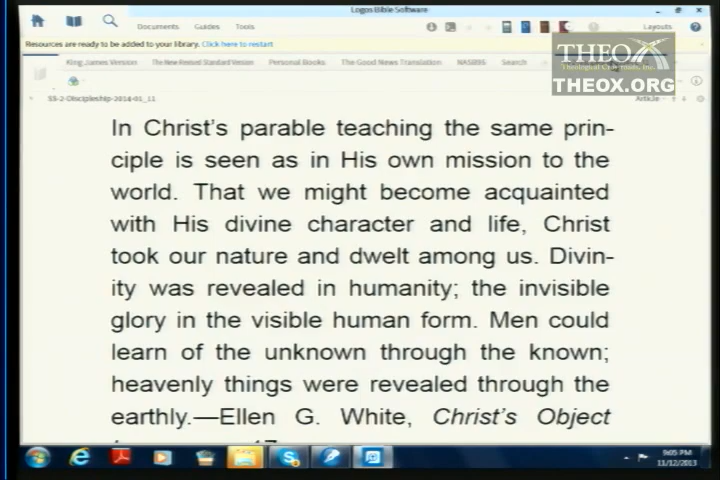 Logos Bible Software
Documents Guides Tools
Layouts
Resources are ready to be added to your library. Click here to restart
King James Version The New Revised Standard Version Personal Books The Good News Translation NASB95 Search
THEOX
THEOX.ORG
SS-2-Discipleship-2014-01_11
Article
In Christ's parable teaching the same prin-
ciple is seen as in His own mission to the
world. That we might become acquainted
with His divine character and life, Christ
took our nature and dwelt among us. Divin-
ity was revealed in humanity; the invisible
glory in the visible human form. Men could
learn of the unknown through the known;
heavenly things were revealed through the
earthly.—Ellen G. White, Christ's Object
9:05 PM
11/12/2013